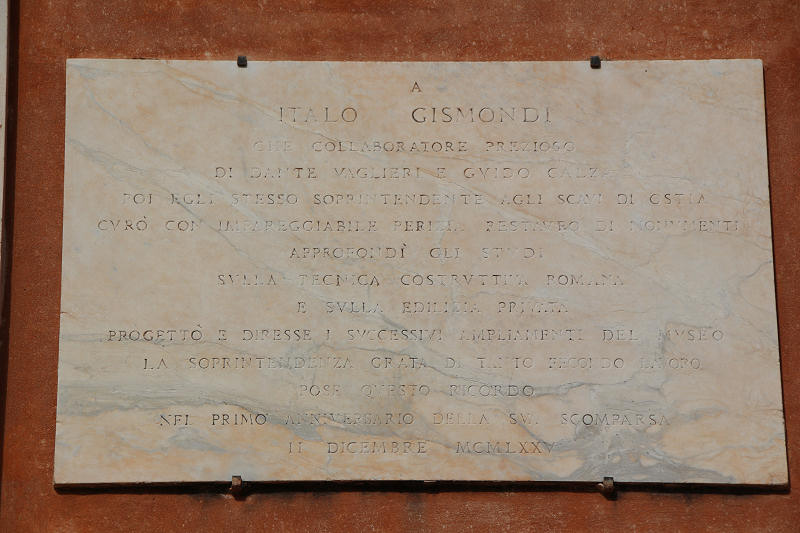 A
ITALO GISMONDI
CHE COLLABORATORE PREZIOSO
DI DANTE VAGLIERI E GUIDO CALZA
POI EGLI STESSO SOPRINTENDENTE AGLI SCAVI DI OSTIA
CVRÒ CON IMPAREGGIABILE PERIZIA RESTAVRO DI MONVMENTI
APPROFONDÌ GLI STVDI
SVLLA TECNICA COSTRVTTIVA ROMANA
E SVLLA EDILIZIA PRIVATA
PROGETTÒ E DIRESSE I SVCCESSIVI AMPLIAMENTI DEL MVSEO
LA SOPRINTENDENZA GRATA DI TANTO FECONDO LAVORO
POSE QVESTO RICORDO
NEL PRIMO ANNIVERSARIO DELLA SVA SCOMPARSA
II DICEMBRE MCMLXXV